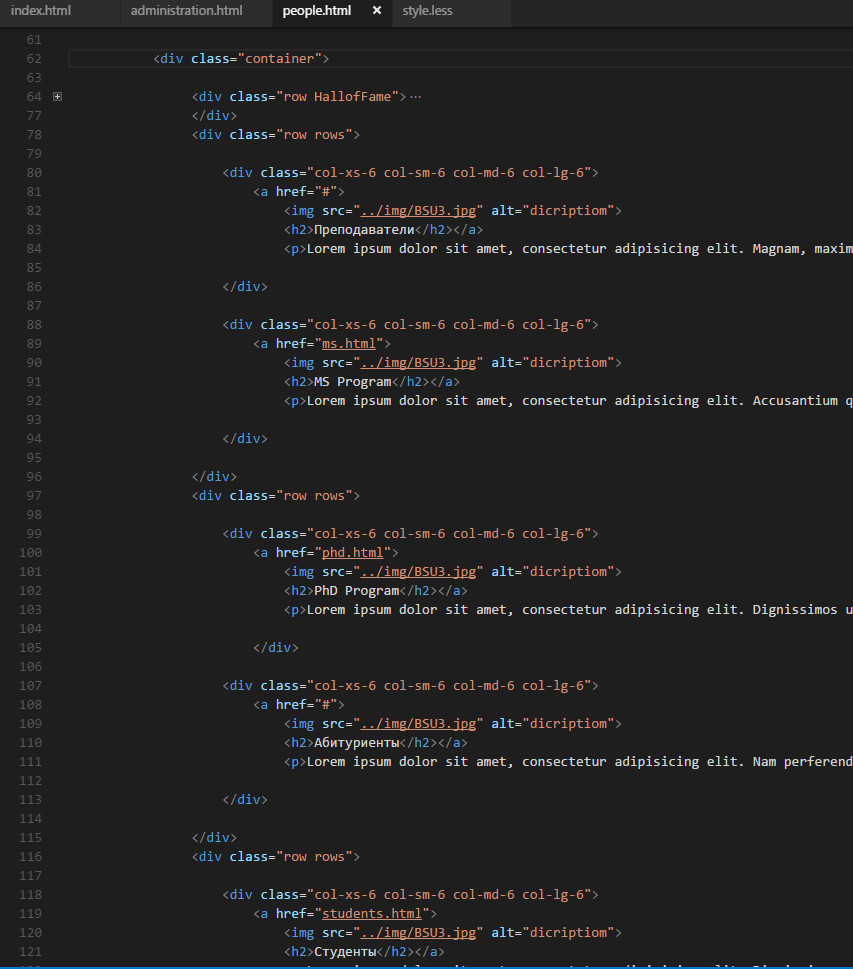 index.html administration.html people.html × style.less
61
62 <div class="container">
63
64 <div class="row HallofFame"> ···
77 </div>
78 <div class="row rows">
79
80 <div class="col-xs-6 col-sm-6 col-md-6 col-lg-6">
81 <a href="#">
82 <img src="../img/BSU3.jpg" alt="dicriptiom">
83 <h2>Преподаватели</h2></a>
84 <p>Lorem ipsum dolor sit amet, consectetur adipisicing elit. Magnam, maxim
85
86 </div>
87
88 <div class="col-xs-6 col-sm-6 col-md-6 col-lg-6">
89 <a href="ms.html">
90 <img src="../img/BSU3.jpg" alt="dicriptiom">
91 <h2>MS Program</h2></a>
92 <p>Lorem ipsum dolor sit amet, consectetur adipisicing elit. Accusantium q
93
94 </div>
95
96 </div>
97 <div class="row rows">
98
99 <div class="col-xs-6 col-sm-6 col-md-6 col-lg-6">
100 <a href="phd.html">
101 <img src="../img/BSU3.jpg" alt="dicriptiom">
102 <h2>PhD Program</h2></a>
103 <p>Lorem ipsum dolor sit amet, consectetur adipisicing elit. Dignissimos u
104
105 </div>
106
107 <div class="col-xs-6 col-sm-6 col-md-6 col-lg-6">
108 <a href="#">
109 <img src="../img/BSU3.jpg" alt="dicriptiom">
110 <h2>Абитуриенты</h2></a>
111 <p>Lorem ipsum dolor sit amet, consectetur adipisicing elit. Nam perferend
112
113 </div>
114
115 </div>
116 <div class="row rows">
117
118 <div class="col-xs-6 col-sm-6 col-md-6 col-lg-6">
119 <a href="students.html">
120 <img src="../img/BSU3.jpg" alt="dicriptiom">
121 <h2>Студенты</h2></a>